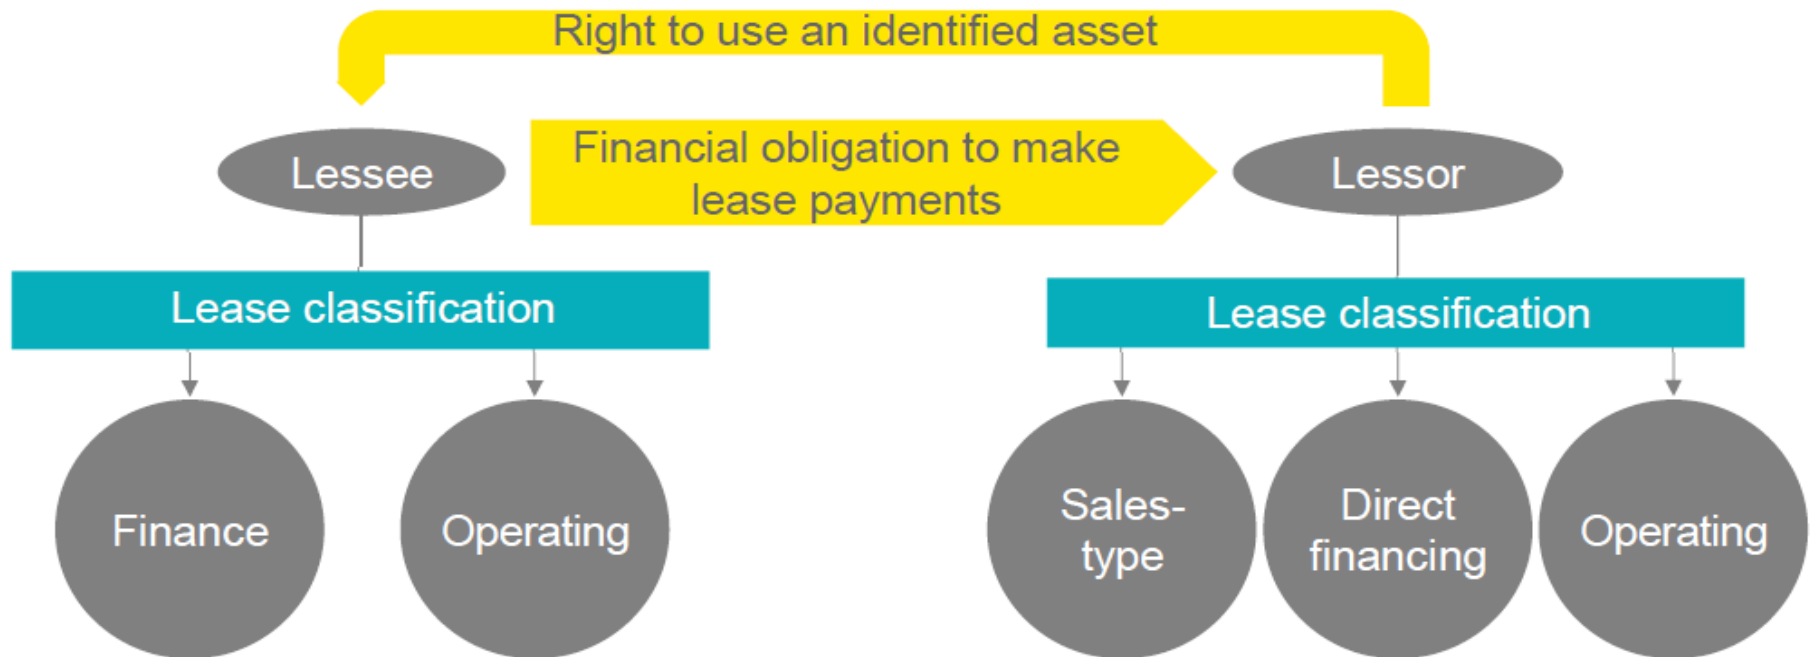 Right to use an identified asset
Lessee
Financial obligation to make
lease payments
Lessor
Lease classification
Lease classification
Finance
Operating
Sales-
type
Direct
financing
Operating